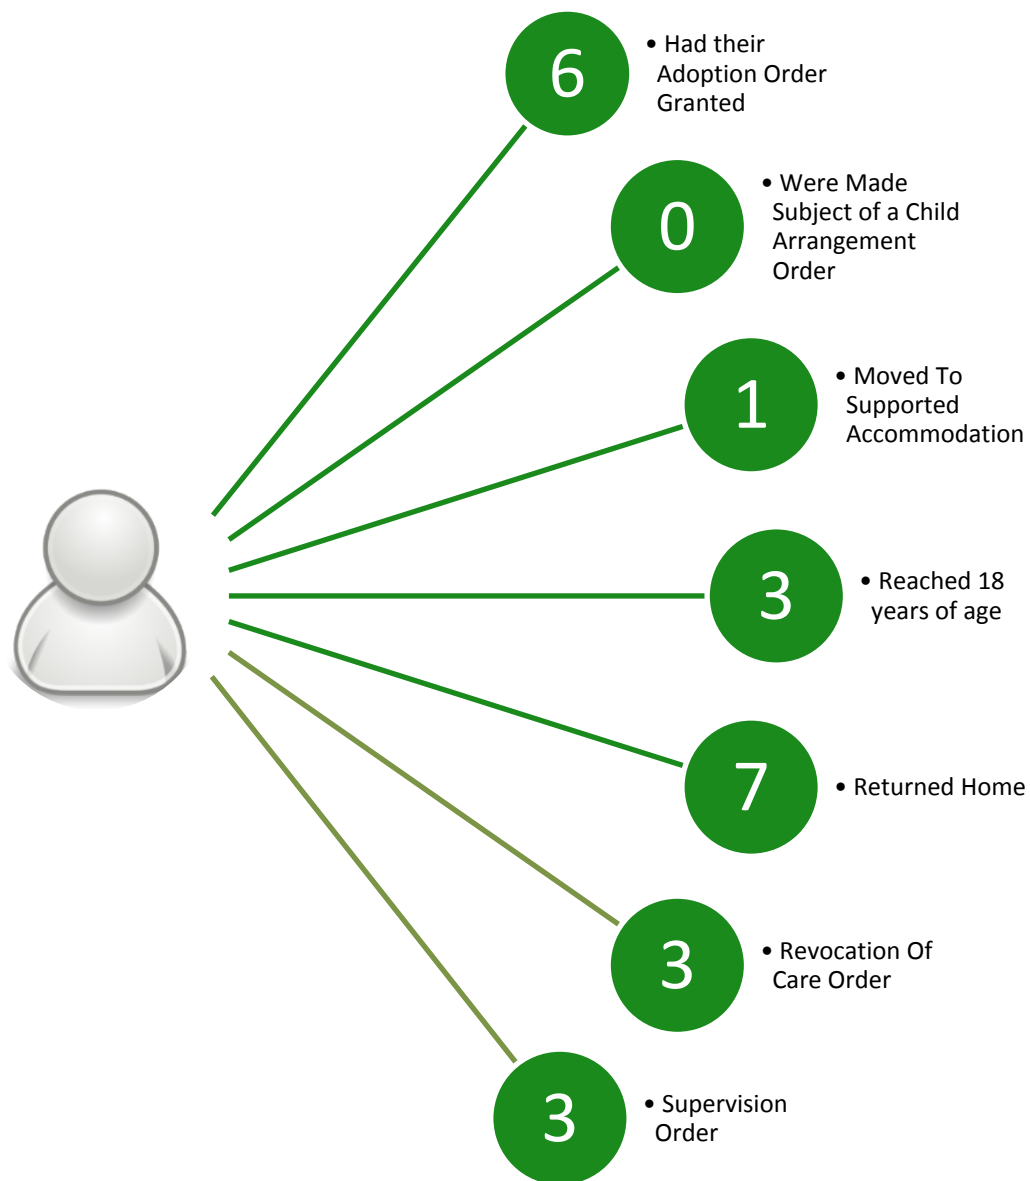 6
• Had their
Adoption Order
Granted
0
• Were Made
Subject of a Child
Arrangement
Order
1
• Moved To
Supported
Accommodation
3
• Reached 18
years of age
7
• Returned Home
3
• Revocation Of
Care Order
3
• Supervision
Order